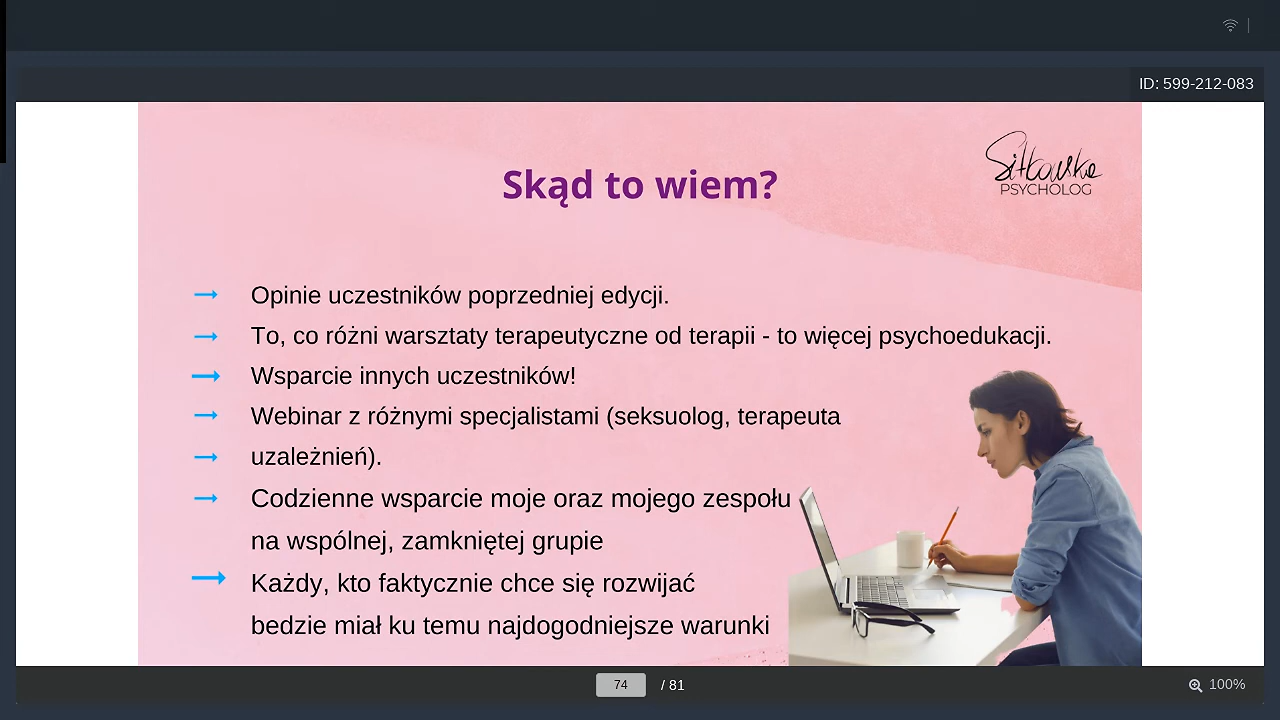 ID: 599-212-083
Skąd to wiem?
Siłkowska
PSYCHOLOG
Opinie uczestników poprzedniej edycji.
To, co różni warsztaty terapeutyczne od terapii - to więcej psychoedukacji.
Wsparcie innych uczestników!
Webinar z różnymi specjalistami (seksuolog, terapeuta
uzależnień).
Codzienne wsparcie moje oraz mojego zespołu
na wspólnej, zamkniętej grupie
Każdy, kto faktycznie chce się rozwijać
bedzie miał ku temu najdogodniejsze warunki
74 / 81
100%